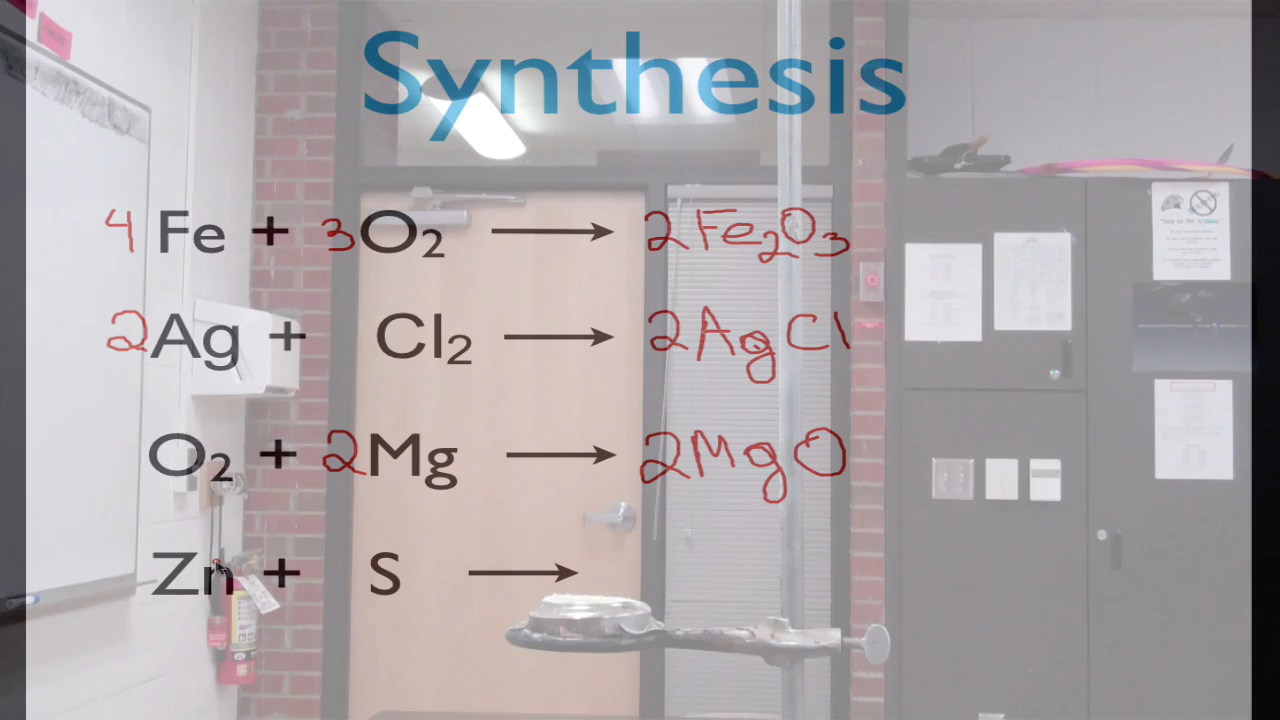 Synthesis
4 Fe + 3O₂ → 2Fe₂O₃
2Ag + Cl₂ → 2AgCl
O₂ + 2Mg → 2MgO
Zn + S →